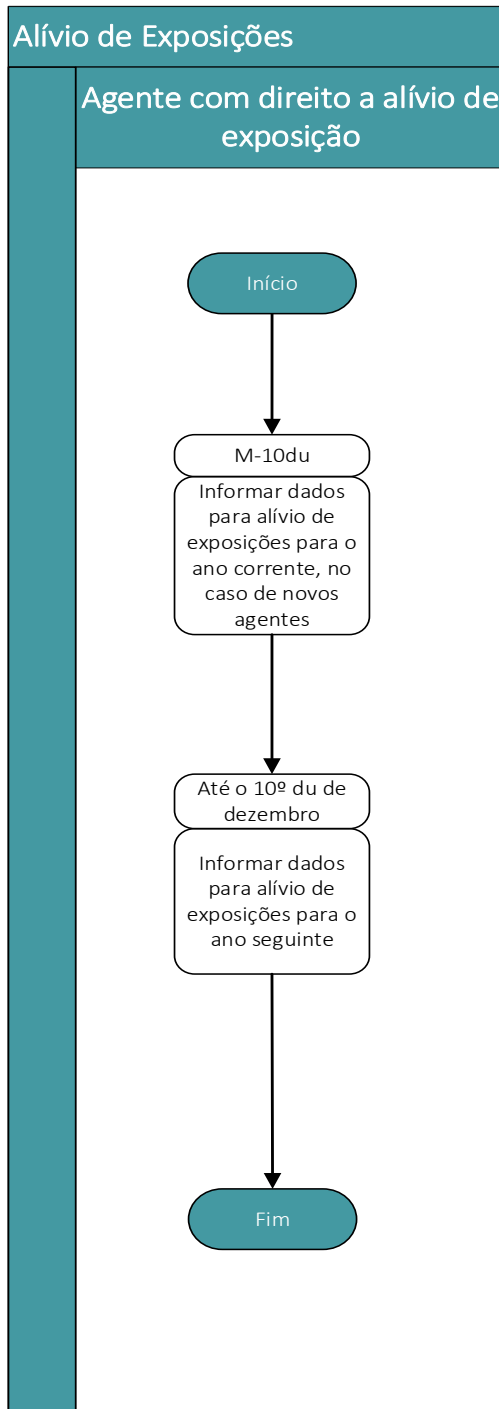 Alívio de Exposições
Agente com direito a alívio de
exposição
Início
M-10du
Informar dados
para alívio de
exposições para o
ano corrente, no
caso de novos
agentes
Até o 10º du de
dezembro
Informar dados
para alívio de
exposições para o
ano seguinte
Fim